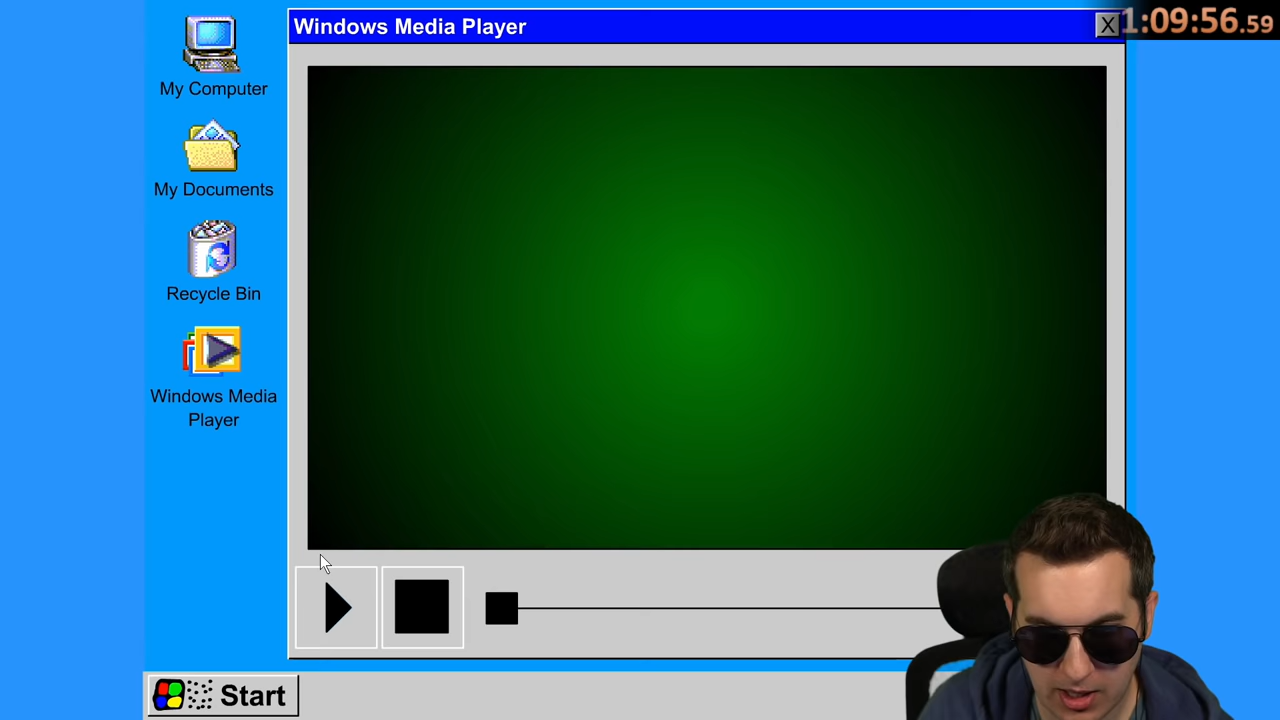 Windows Media Player
X
1:09:56.59
My Computer
My Documents
Recycle Bin
Windows Media
Player
Start